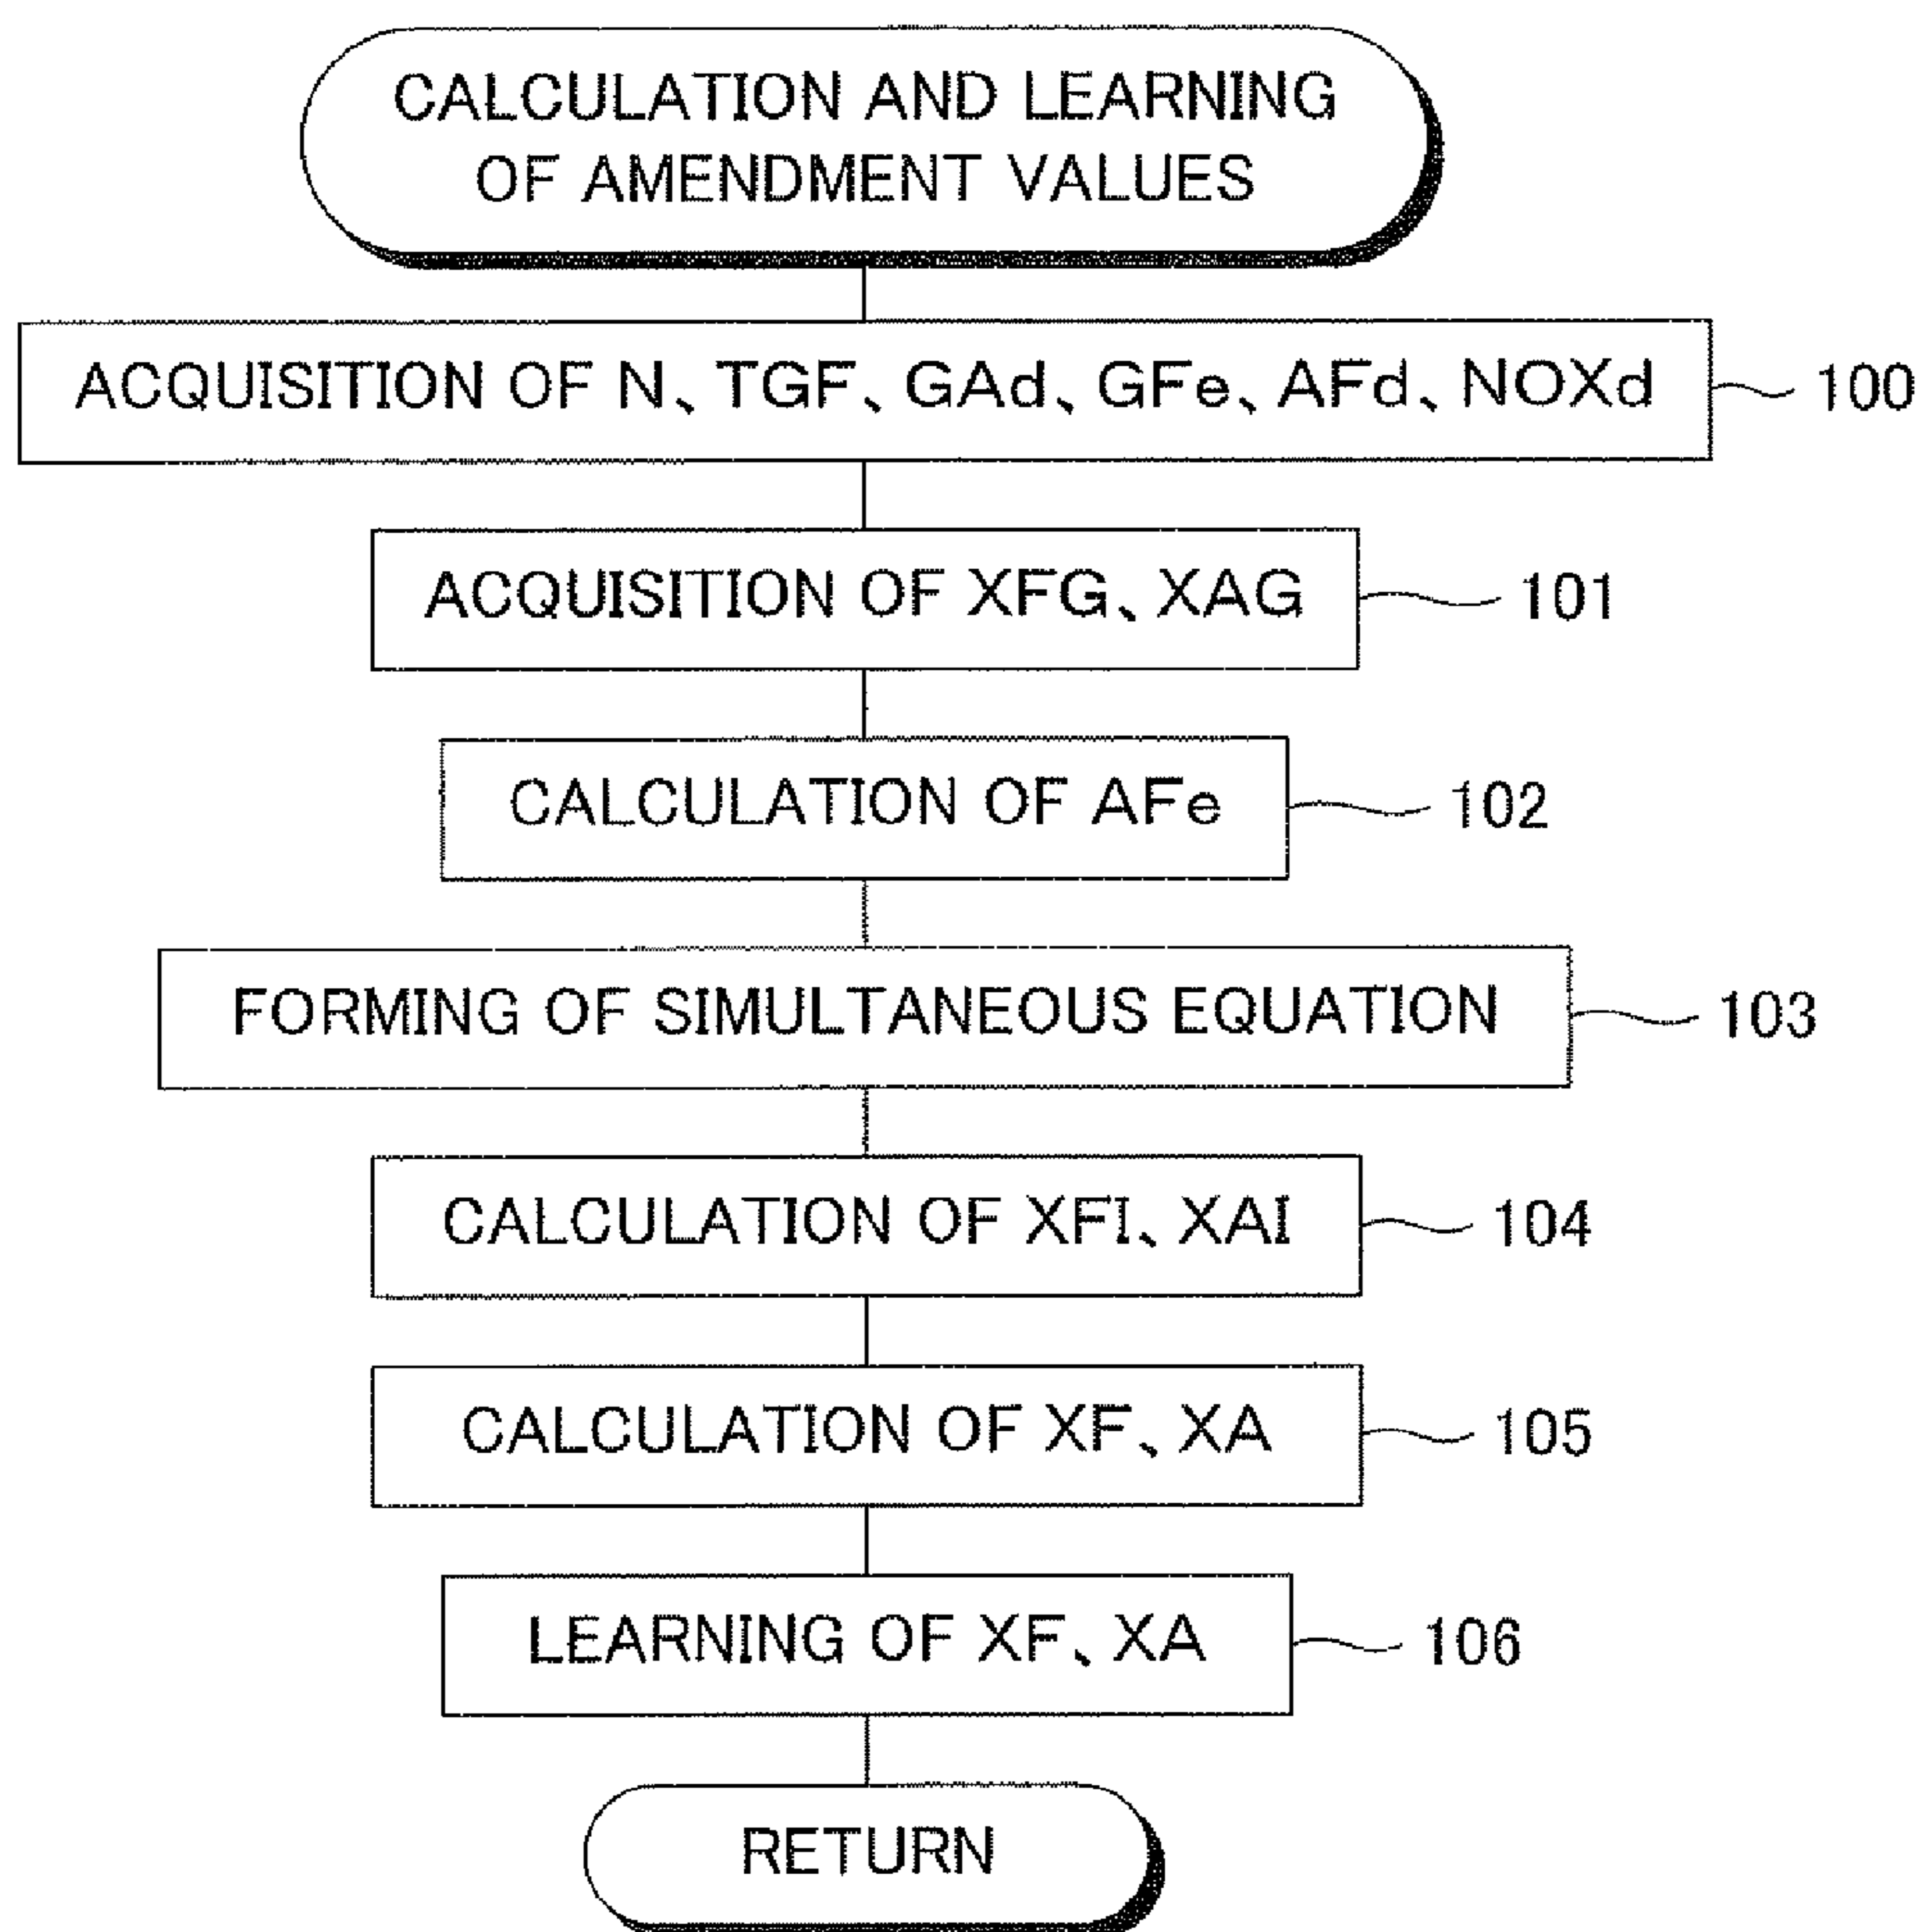 CALCULATION AND LEARNING
OF AMENDMENT VALUES
ACQUISITION OF N、TGF、GAd、GFe、AFd、NOXd
100
ACQUISITION OF XFG、XAG
101
CALCULATION OF AFe
102
FORMING OF SIMULTANEOUS EQUATION
103
CALCULATION OF XFI、XAI
104
CALCULATION OF XF、XA
105
LEARNING OF XF、XA
106
RETURN